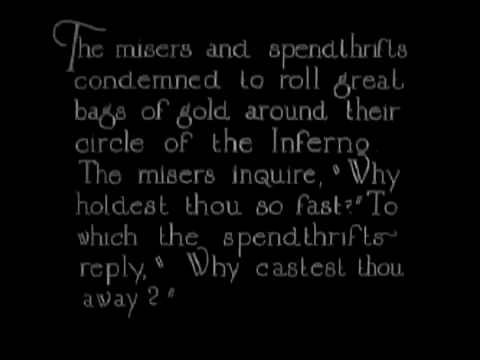 The misers and spendthrifts
condemned to roll great
bags of gold around their
circle of the Inferno.
The misers inquire, "Why
holdest thou so fast?" To
which the spendthrifts
reply, "Why castest thou
away?"